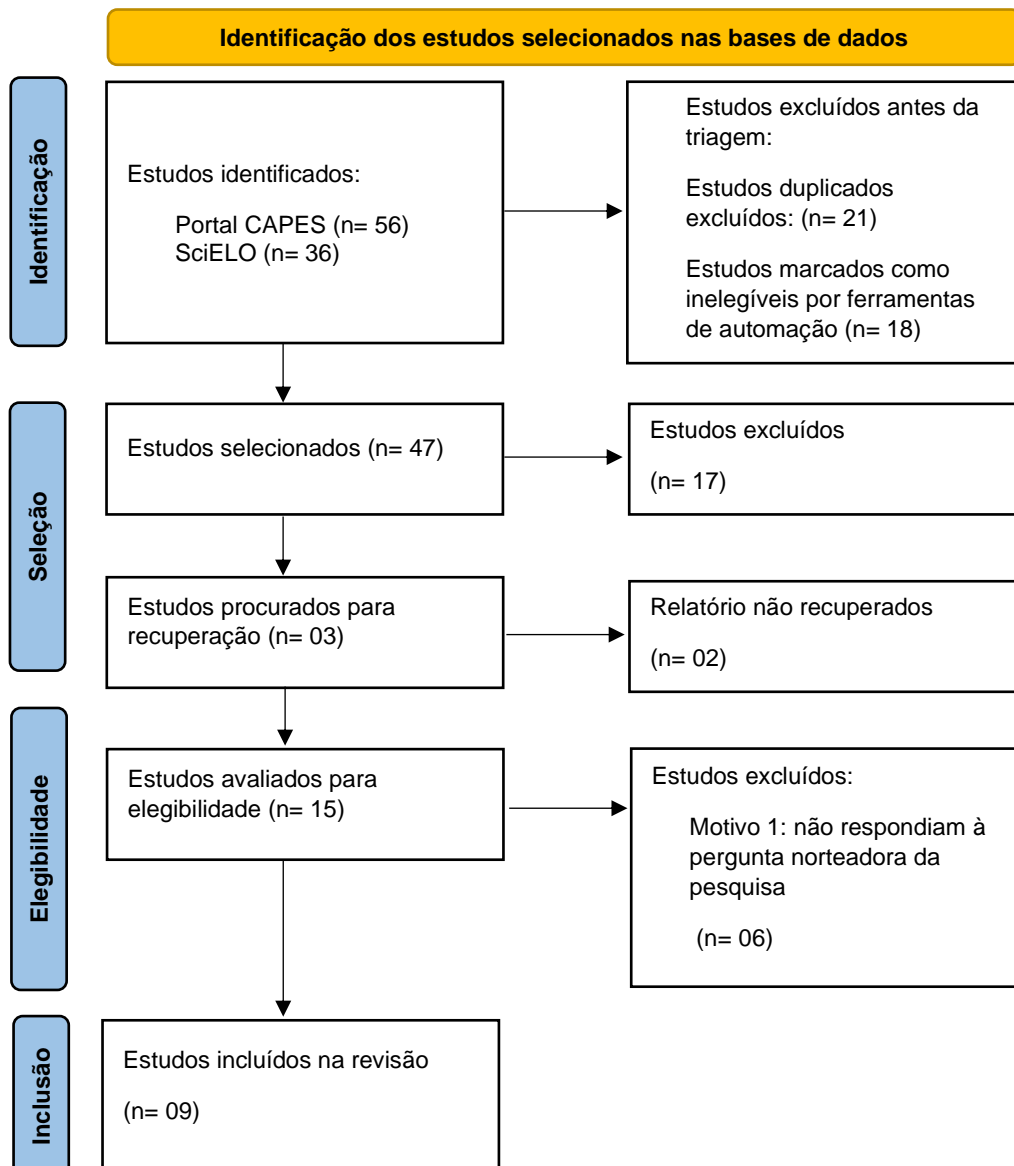 Identificação dos estudos selecionados nas bases de dados
Identificação
Estudos identificados:
Portal CAPES (n= 56)
SciELO (n= 36)
Estudos excluídos antes da
triagem:
Estudos duplicados
excluídos: (n= 21)
Estudos marcados como
inelegíveis por ferramentas
de automação (n= 18)
Seleção
Estudos selecionados (n= 47)
Estudos excluídos
(n= 17)
Estudos procurados para
recuperação (n= 03)
Relatório não recuperados
(n= 02)
Elegibilidade
Estudos avaliados para
elegibilidade (n= 15)
Estudos excluídos:
Motivo 1: não respondiam à
pergunta norteadora da
pesquisa
(n= 06)
Inclusão
Estudos incluídos na revisão
(n= 09)